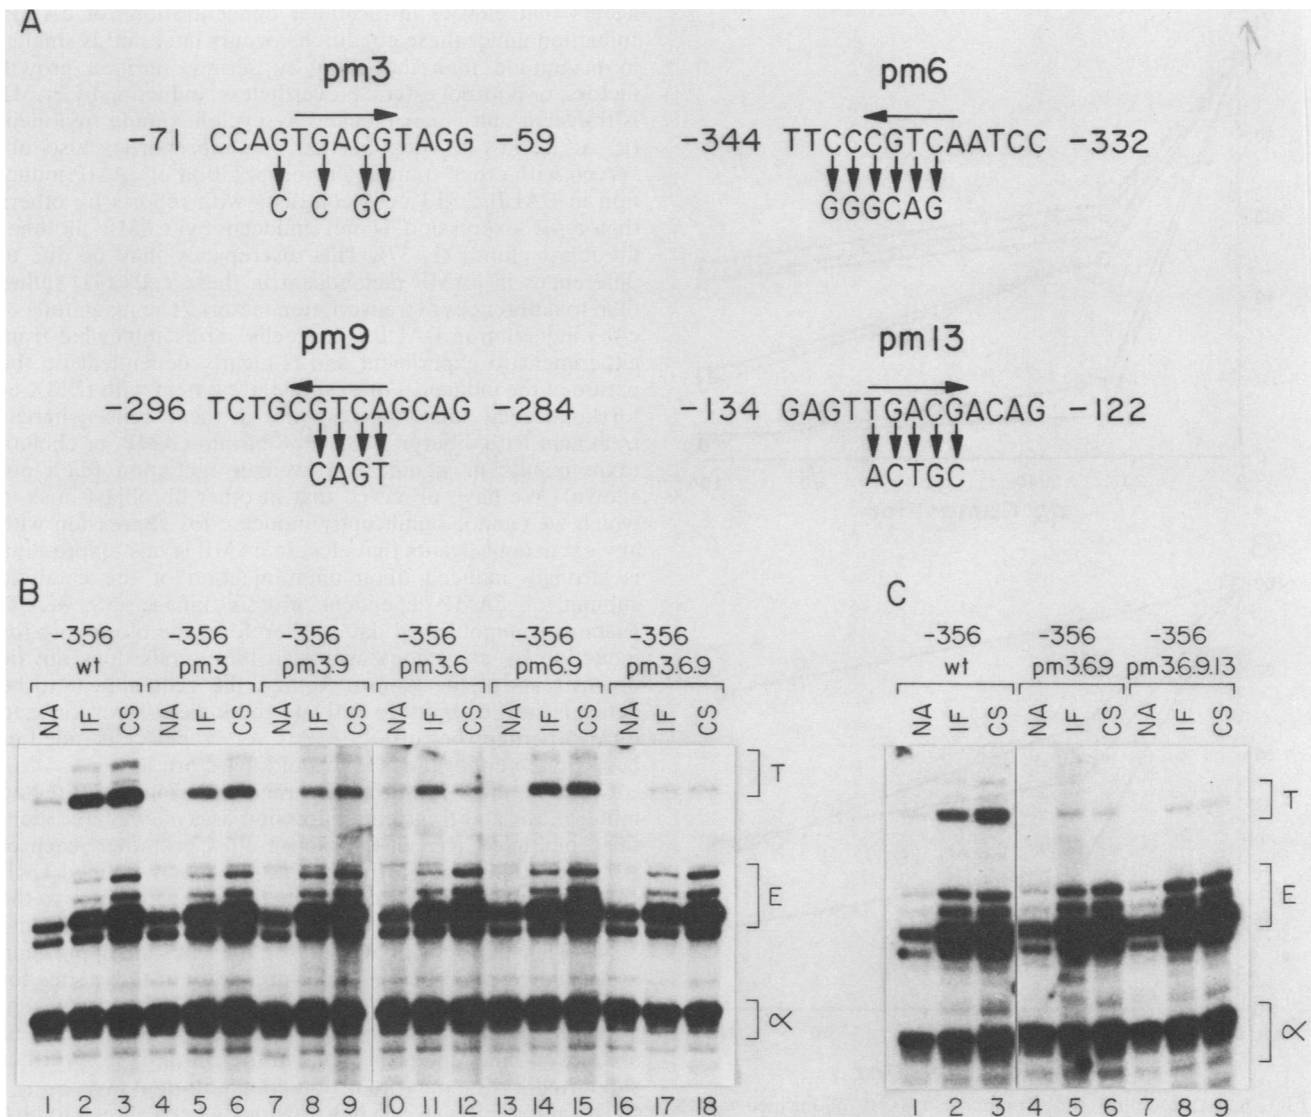 A
pm3
-71 CCAGTGACGTAGG -59
C C GC
pm6
-344 TTCCCGTCAATCC -332
GGGCAG
pm9
-296 TCTGCGTCAGCAG -284
CAGT
pm13
-134 GAGTTGACGACAG -122
ACTGC
B
-356 -356 -356 -356 -356 -356
wt pm3 pm3.9 pm3.6 pm6.9 pm3.6.9
NA IF CS NA IF CS NA IF CS NA IF CS NA IF CS NA IF CS
T
E
α
1 2 3 4 5 6 7 8 9 10 11 12 13 14 15 16 17 18
C
-356 -356 -356
wt pm3.6.9 pm3.6.9.13
NA IF CS NA IF CS NA IF CS
T
E
α
1 2 3 4 5 6 7 8 9